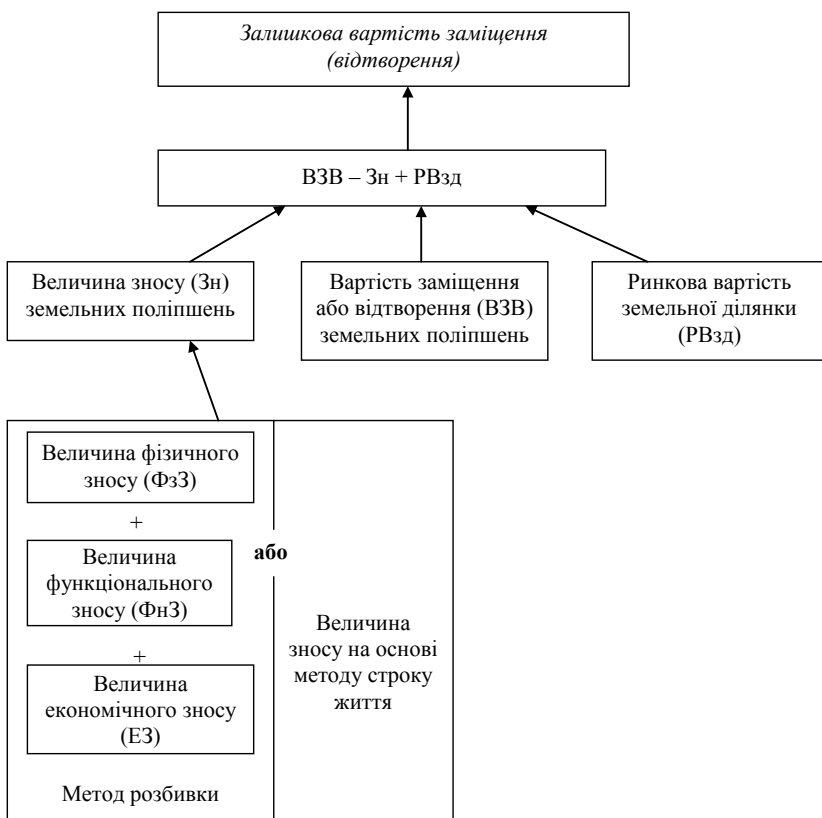 Залишкова вартість заміщення
(відтворення)
ВЗВ – Зн + РВзд
Величина зносу (Зн)
земельних поліпшень
Вартість заміщення
або відтворення (ВЗВ)
земельних поліпшень
Ринкова вартість
земельної ділянки
(РВзд)
Величина фізичного
зносу (ФзЗ)
+
Величина
функціонального
зносу (ФнЗ)
+
Величина
економічного зносу
(ЕЗ)
Метод розбивки
або
Величина
зносу на основі
методу строку
життя